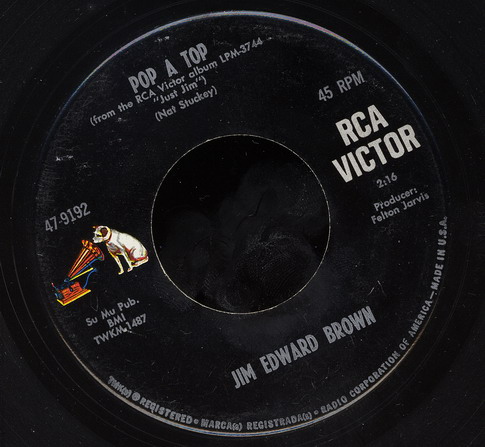 POP A TOP
(from the RCA Victor album LPM-3744
"Just Jim")
(Nat Stuckey)
45 RPM
RCA
VICTOR
2:16
Producer:
Felton Jarvis
47-9192
Su Mu Pub.
BMI
TWKM-1487
JIM EDWARD BROWN
TMK(s) ® REGISTERED • MARCA(s) REGISTRADA(s) • RADIO CORPORATION OF AMERICA—MADE IN U.S.A.